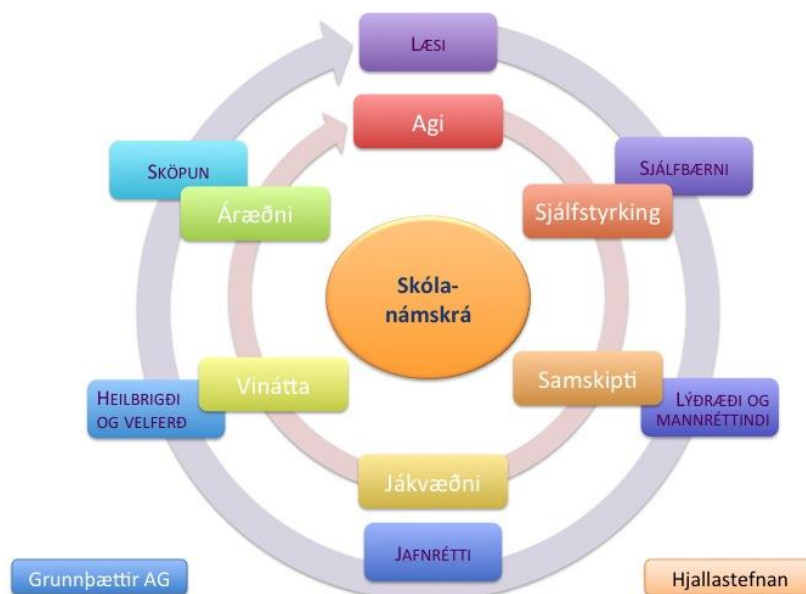 LÆSI
Agi
SKÖPUN
SJÁLFBÆRNI
Áræðni
Sjálfstyrking
Skóla-
námskrá
HEILBRIGÐI
OG VELFERÐ
Vinátta
Samskipti
LÝÐRÆÐI OG
MANNRÉTTINDI
Jákvæðni
JAFNRÉTTI
Grunnþættir AG
Hjallastefnan